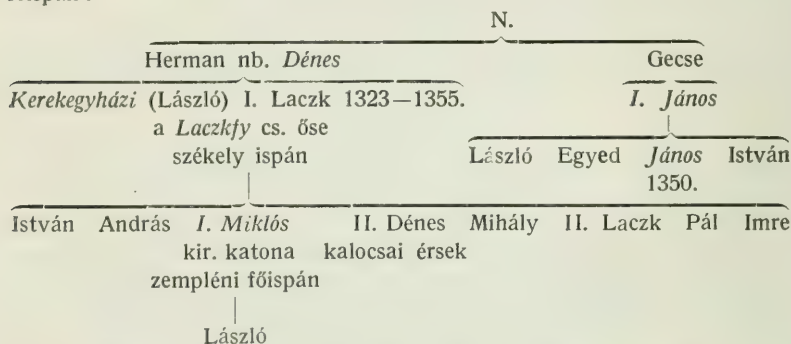 N.
Herman nb. Dénes Gecse
Kerekegyházi (László) I. Laczk 1323—1355. I. János
a Laczkfy cs. őse
székely ispán László Egyed János István
1350.
István András I. Miklós II. Dénes Mihály II. Laczk Pál Imre
kir. katona kalocsai érsek
zempléni főispán
László